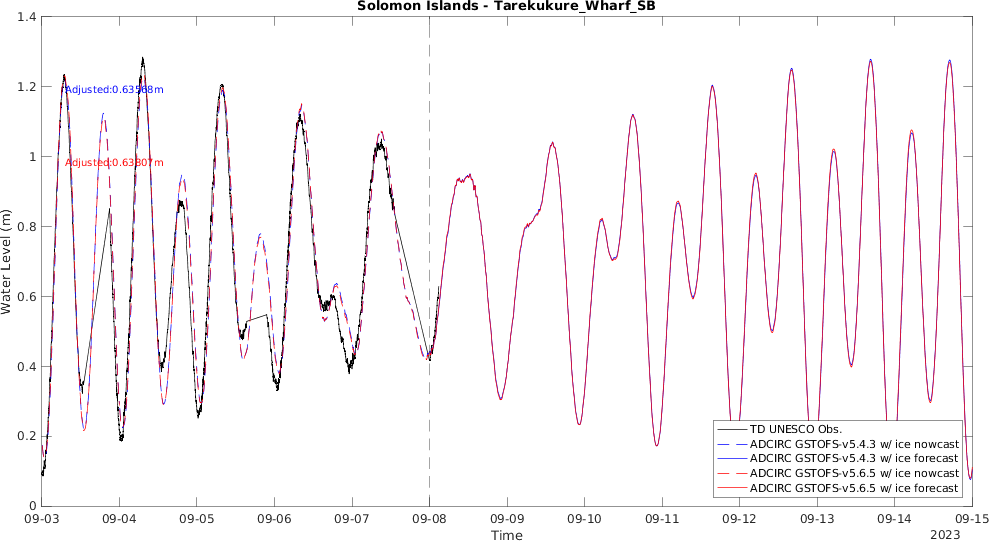 Solomon Islands - Tarekukure_Wharf_SB
1.4
1.2
1
0.8
0.6
0.4
0.2
0
Water Level (m)
Adjusted:0.63568m
Adjusted:0.63807m
TD UNESCO Obs.
ADCIRC GSTOFS-v5.4.3 w/ ice nowcast
ADCIRC GSTOFS-v5.4.3 w/ ice forecast
ADCIRC GSTOFS-v5.6.5 w/ ice nowcast
ADCIRC GSTOFS-v5.6.5 w/ ice forecast
09-03 09-04 09-05 09-06 09-07 09-08 09-09 09-10 09-11 09-12 09-13 09-14 09-15
Time
2023